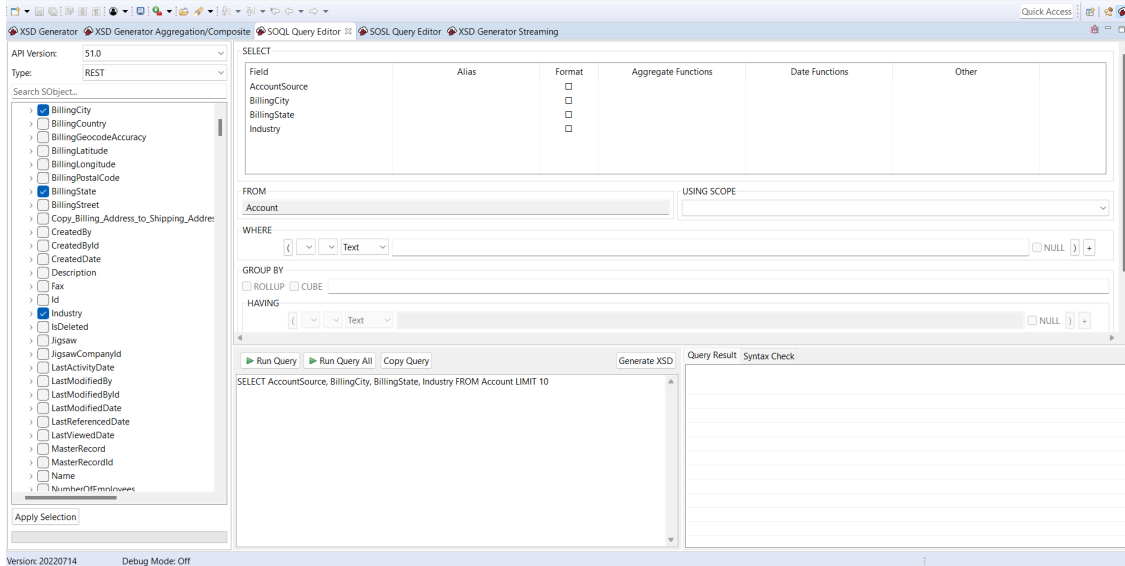 Quick Access
XSD Generator XSD Generator Aggregation/Composite SOQL Query Editor SOSL Query Editor XSD Generator Streaming
API Version: 51.0
Type: REST
Search SObject...
BillingCity
BillingCountry
BillingGeocodeAccuracy
BillingLatitude
BillingLongitude
BillingPostalCode
BillingState
BillingStreet
Copy_Billing_Address_to_Shipping_Addres
CreatedBy
CreatedById
CreatedDate
Description
Fax
Id
Industry
IsDeleted
Jigsaw
JigsawCompanyId
LastActivityDate
LastModifiedBy
LastModifiedById
LastModifiedDate
LastReferencedDate
LastViewedDate
MasterRecord
MasterRecordId
Name
NumberOfEmployees
Apply Selection
SELECT
Field Alias Format Aggregate Functions Date Functions Other
AccountSource
BillingCity
BillingState
Industry
FROM
Account
USING SCOPE
WHERE
( Text NULL ) +
GROUP BY
ROLLUP CUBE
HAVING
( Text NULL ) +
Run Query Run Query All Copy Query Generate XSD
SELECT AccountSource, BillingCity, BillingState, Industry FROM Account LIMIT 10
Query Result Syntax Check
Version: 20220714 Debug Mode: Off